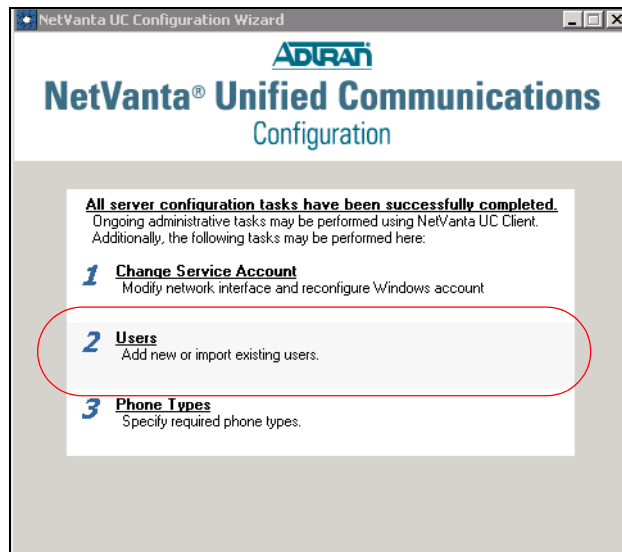 NetVanta UC Configuration Wizard
ADTRAN
NetVanta® Unified Communications
Configuration
All server configuration tasks have been successfully completed.
Ongoing administrative tasks may be performed using NetVanta UC Client.
Additionally, the following tasks may be performed here:
1 Change Service Account
Modify network interface and reconfigure Windows account
2 Users
Add new or import existing users.
3 Phone Types
Specify required phone types.